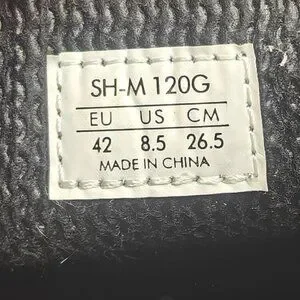 SH-M 120G
EU US CM
42 8.5 26.5
MADE IN CHINA